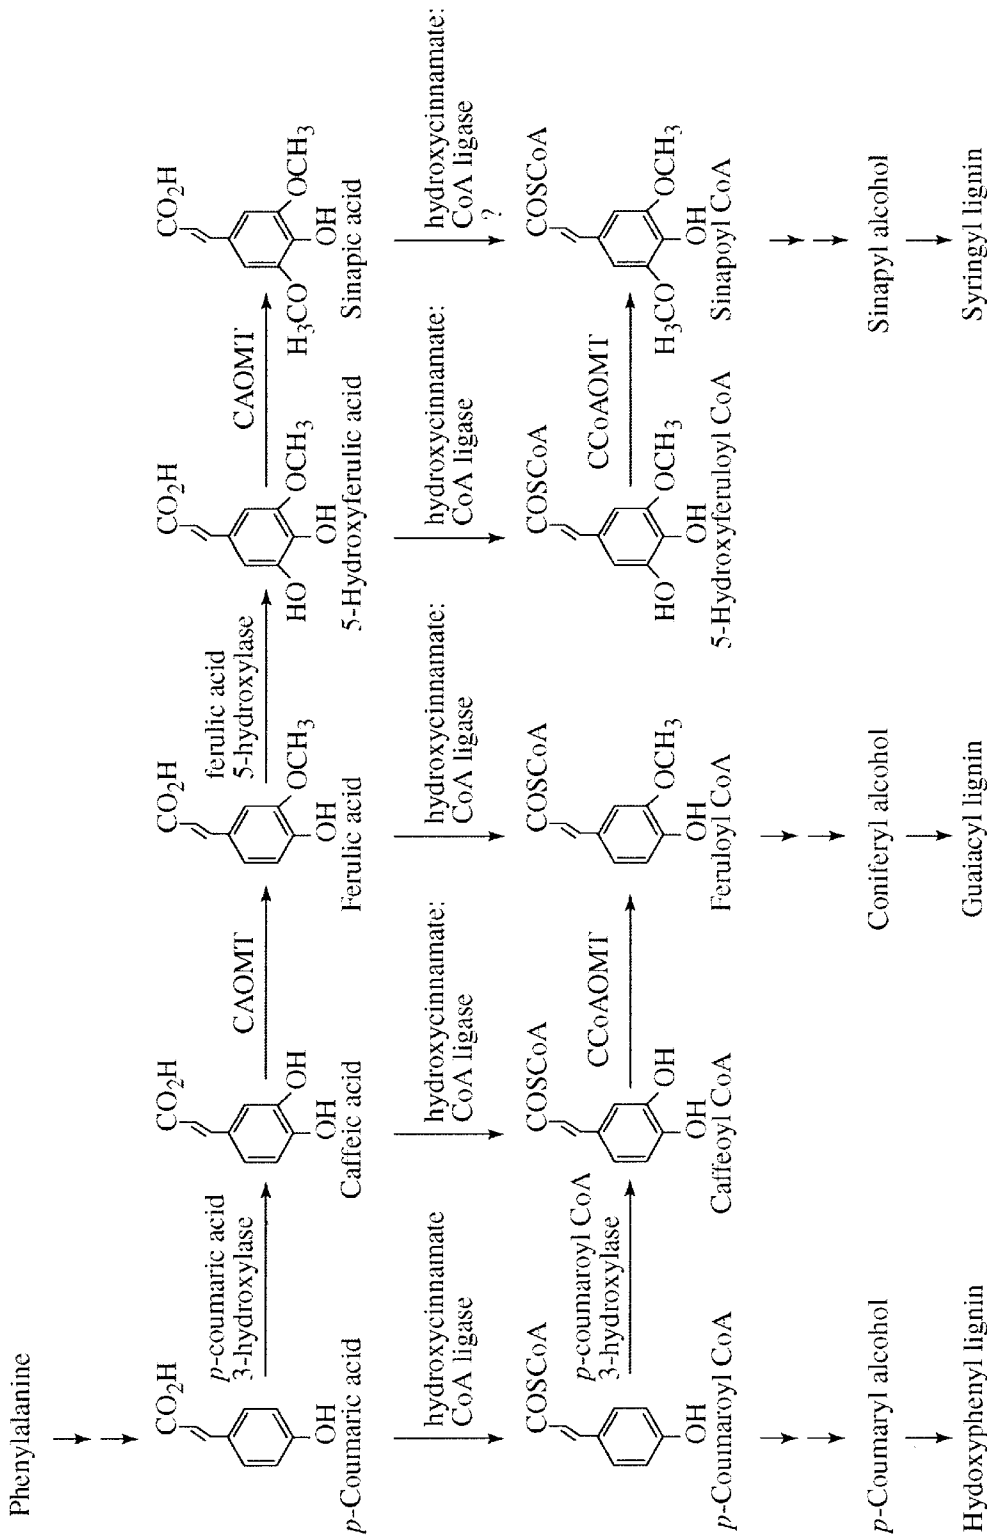 Phenylalanine
CO₂H
OH
p-Coumaric acid
p-coumaric acid
3-hydroxylase
CO₂H
OH
OH
Caffeic acid
CAOMT
CO₂H
OCH₃
OH
Ferulic acid
ferulic acid
5-hydroxylase
CO₂H
HO
OCH₃
OH
5-Hydroxyferulic acid
CAOMT
CO₂H
H₃CO
OCH₃
OH
Sinapic acid
hydroxycinnamate
CoA ligase
hydroxycinnamate:
CoA ligase
hydroxycinnamate:
CoA ligase
hydroxycinnamate:
CoA ligase
hydroxycinnamate:
CoA ligase
?
COSCoA
OH
p-Coumaroyl CoA
p-coumaroyl CoA
3-hydroxylase
COSCoA
OH
OH
Caffeoyl CoA
CCoAOMT
COSCoA
OCH₃
OH
Feruloyl CoA
COSCoA
HO
OCH₃
OH
5-Hydroxyferuloyl CoA
CCoAOMT
COSCoA
H₃CO
OCH₃
OH
Sinapoyl CoA
p-Coumaryl alcohol
Coniferyl alcohol
Sinapyl alcohol
Hydoxyphenyl lignin
Guaiacyl lignin
Syringyl lignin